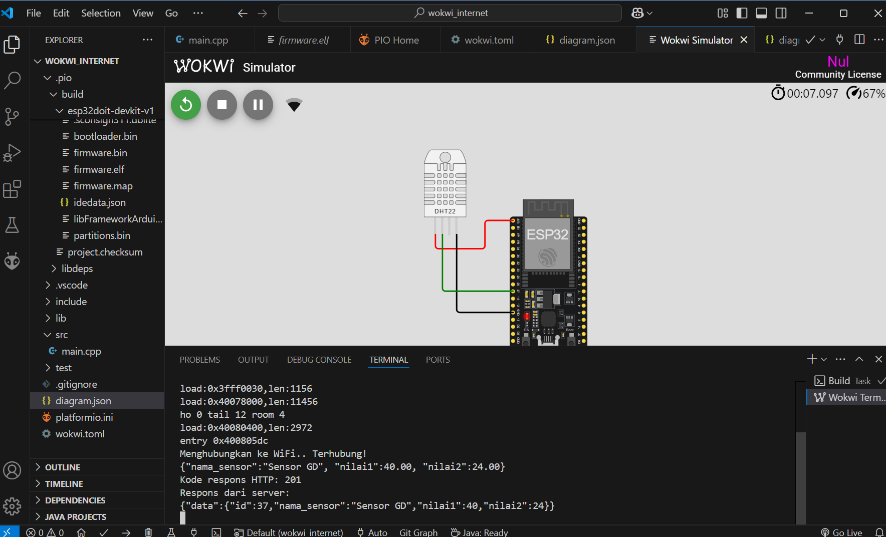 File Edit Selection View Go ··· wokwi_internet
EXPLORER ···
main.cpp firmware.elf PIO Home wokwi.toml diagram.json Wokwi Simulator diag
WOKWI_INTERNET
.pio
build
esp32doit-devkit-v1
.sconsign311.dblite
bootloader.bin
firmware.bin
firmware.elf
firmware.map
idedata.json
libFrameworkArdui...
partitions.bin
project.checksum
libdeps
.vscode
include
lib
src
main.cpp
test
.gitignore
diagram.json
platformio.ini
wokwi.toml
OUTLINE
TIMELINE
DEPENDENCIES
JAVA PROJECTS
WOKWI Simulator
Nul
Community License
00:07.097 67%
DHT22
ESP32
PROBLEMS OUTPUT DEBUG CONSOLE TERMINAL PORTS
Build Task
Wokwi Term...
load:0x3fff0030,len:1156
load:0x40078000,len:11456
ho 0 tail 12 room 4
load:0x40080400,len:2972
entry 0x400805dc
Menghubungkan ke WiFi.. Terhubung!
{"nama_sensor":"Sensor GD", "nilai1":40.00, "nilai2":24.00}
Kode respons HTTP: 201
Respons dari server:
{"data":{"id":37,"nama_sensor":"Sensor GD","nilai1":40,"nilai2":24}}
0 0 Default (wokwi_internet) Auto Git Graph Java: Ready Go Live